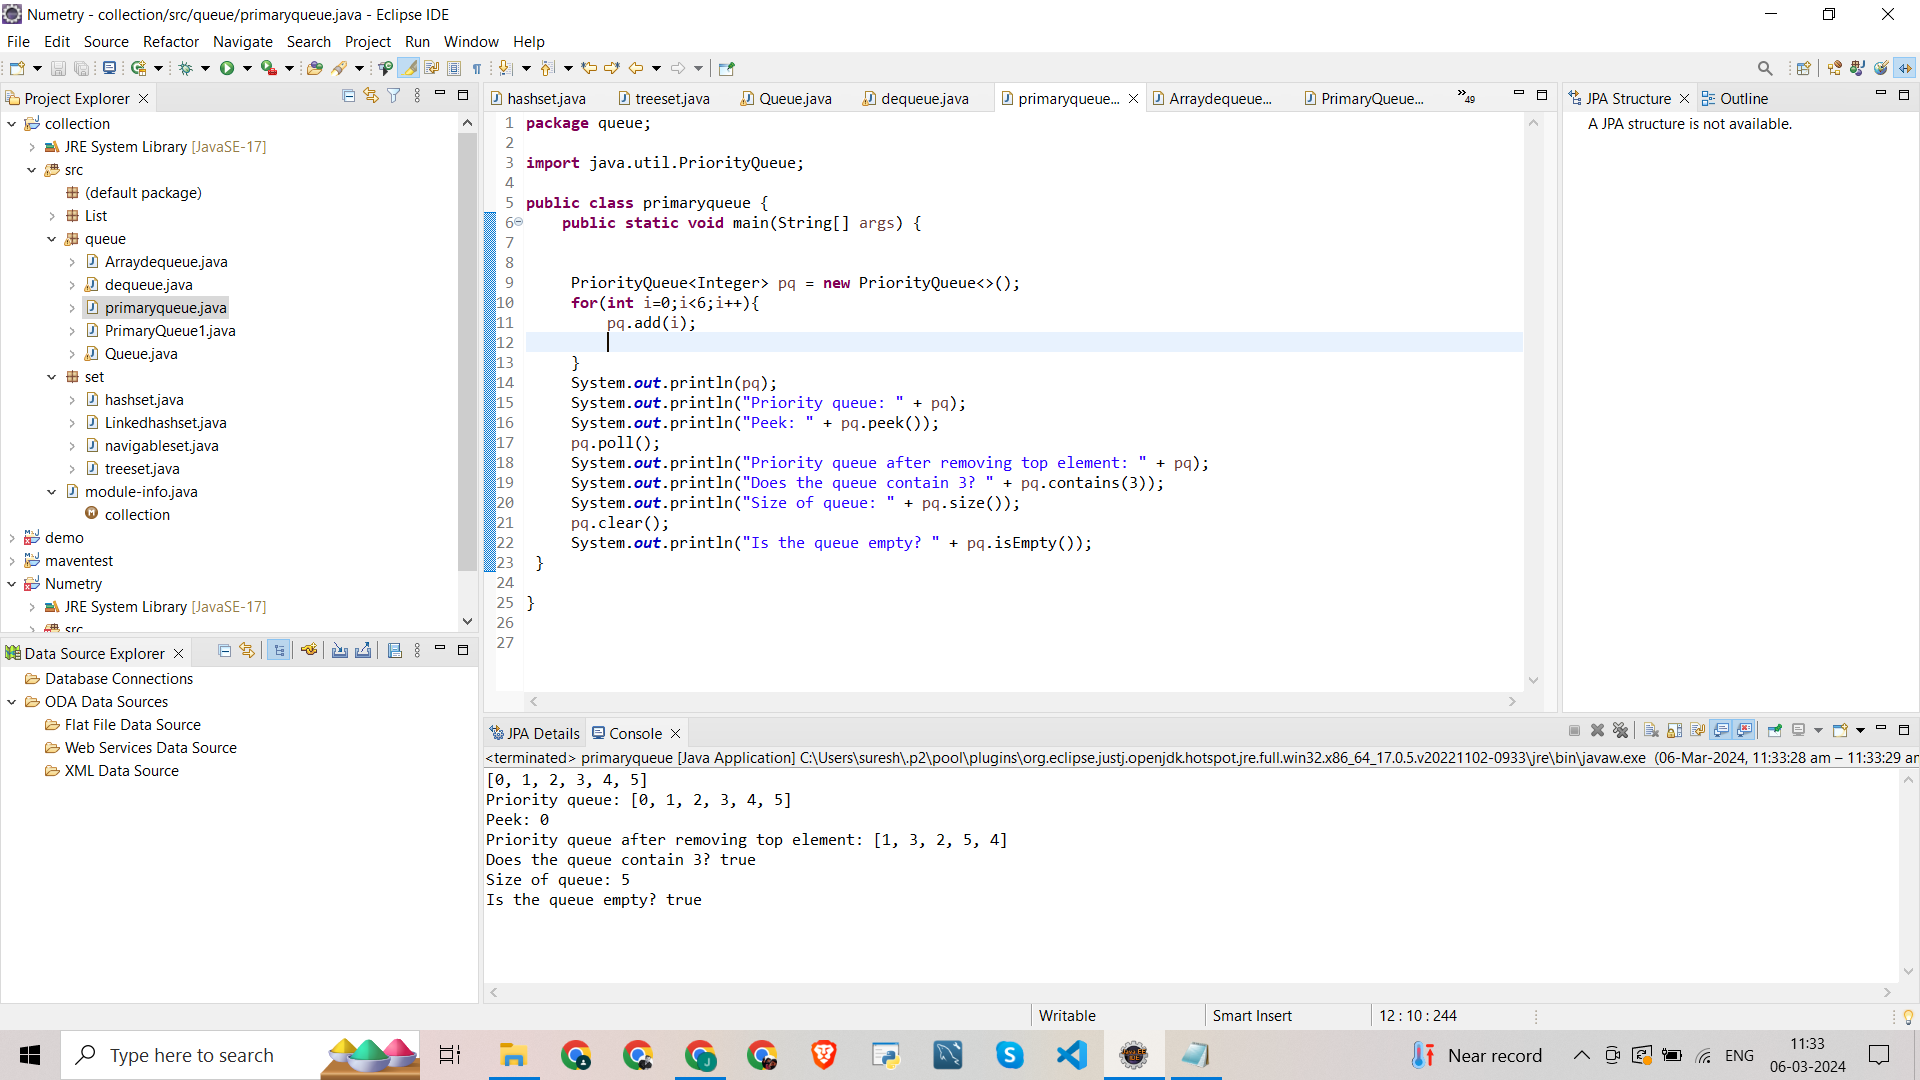 Numetry - collection/src/queue/primaryqueue.java - Eclipse IDE
File Edit Source Refactor Navigate Search Project Run Window Help
Project Explorer
collection
JRE System Library [JavaSE-17]
src
(default package)
List
queue
Arraydequeue.java
dequeue.java
primaryqueue.java
PrimaryQueue1.java
Queue.java
set
hashset.java
Linkedhashset.java
navigableset.java
treeset.java
module-info.java
collection
demo
maventest
Numetry
JRE System Library [JavaSE-17]
src
Data Source Explorer
Database Connections
ODA Data Sources
Flat File Data Source
Web Services Data Source
XML Data Source
hashset.java treeset.java Queue.java dequeue.java primaryqueue... Arraydequeue... PrimaryQueue... »49
1 package queue;
2
3 import java.util.PriorityQueue;
4
5 public class primaryqueue {
6 public static void main(String[] args) {
7
8
9 PriorityQueue<Integer> pq = new PriorityQueue<>();
10 for(int i=0;i<6;i++){
11 pq.add(i);
12
13 }
14 System.out.println(pq);
15 System.out.println("Priority queue: " + pq);
16 System.out.println("Peek: " + pq.peek());
17 pq.poll();
18 System.out.println("Priority queue after removing top element: " + pq);
19 System.out.println("Does the queue contain 3? " + pq.contains(3));
20 System.out.println("Size of queue: " + pq.size());
21 pq.clear();
22 System.out.println("Is the queue empty? " + pq.isEmpty());
23 }
24
25 }
26
27
JPA Structure Outline
A JPA structure is not available.
JPA Details Console
<terminated> primaryqueue [Java Application] C:\Users\suresh\.p2\pool\plugins\org.eclipse.justj.openjdk.hotspot.jre.full.win32.x86_64_17.0.5.v20221102-0933\jre\bin\javaw.exe (06-Mar-2024, 11:33:28 am – 11:33:29 ar
[0, 1, 2, 3, 4, 5]
Priority queue: [0, 1, 2, 3, 4, 5]
Peek: 0
Priority queue after removing top element: [1, 3, 2, 5, 4]
Does the queue contain 3? true
Size of queue: 5
Is the queue empty? true
Writable Smart Insert 12 : 10 : 244
Type here to search
Near record
ENG
11:33
06-03-2024